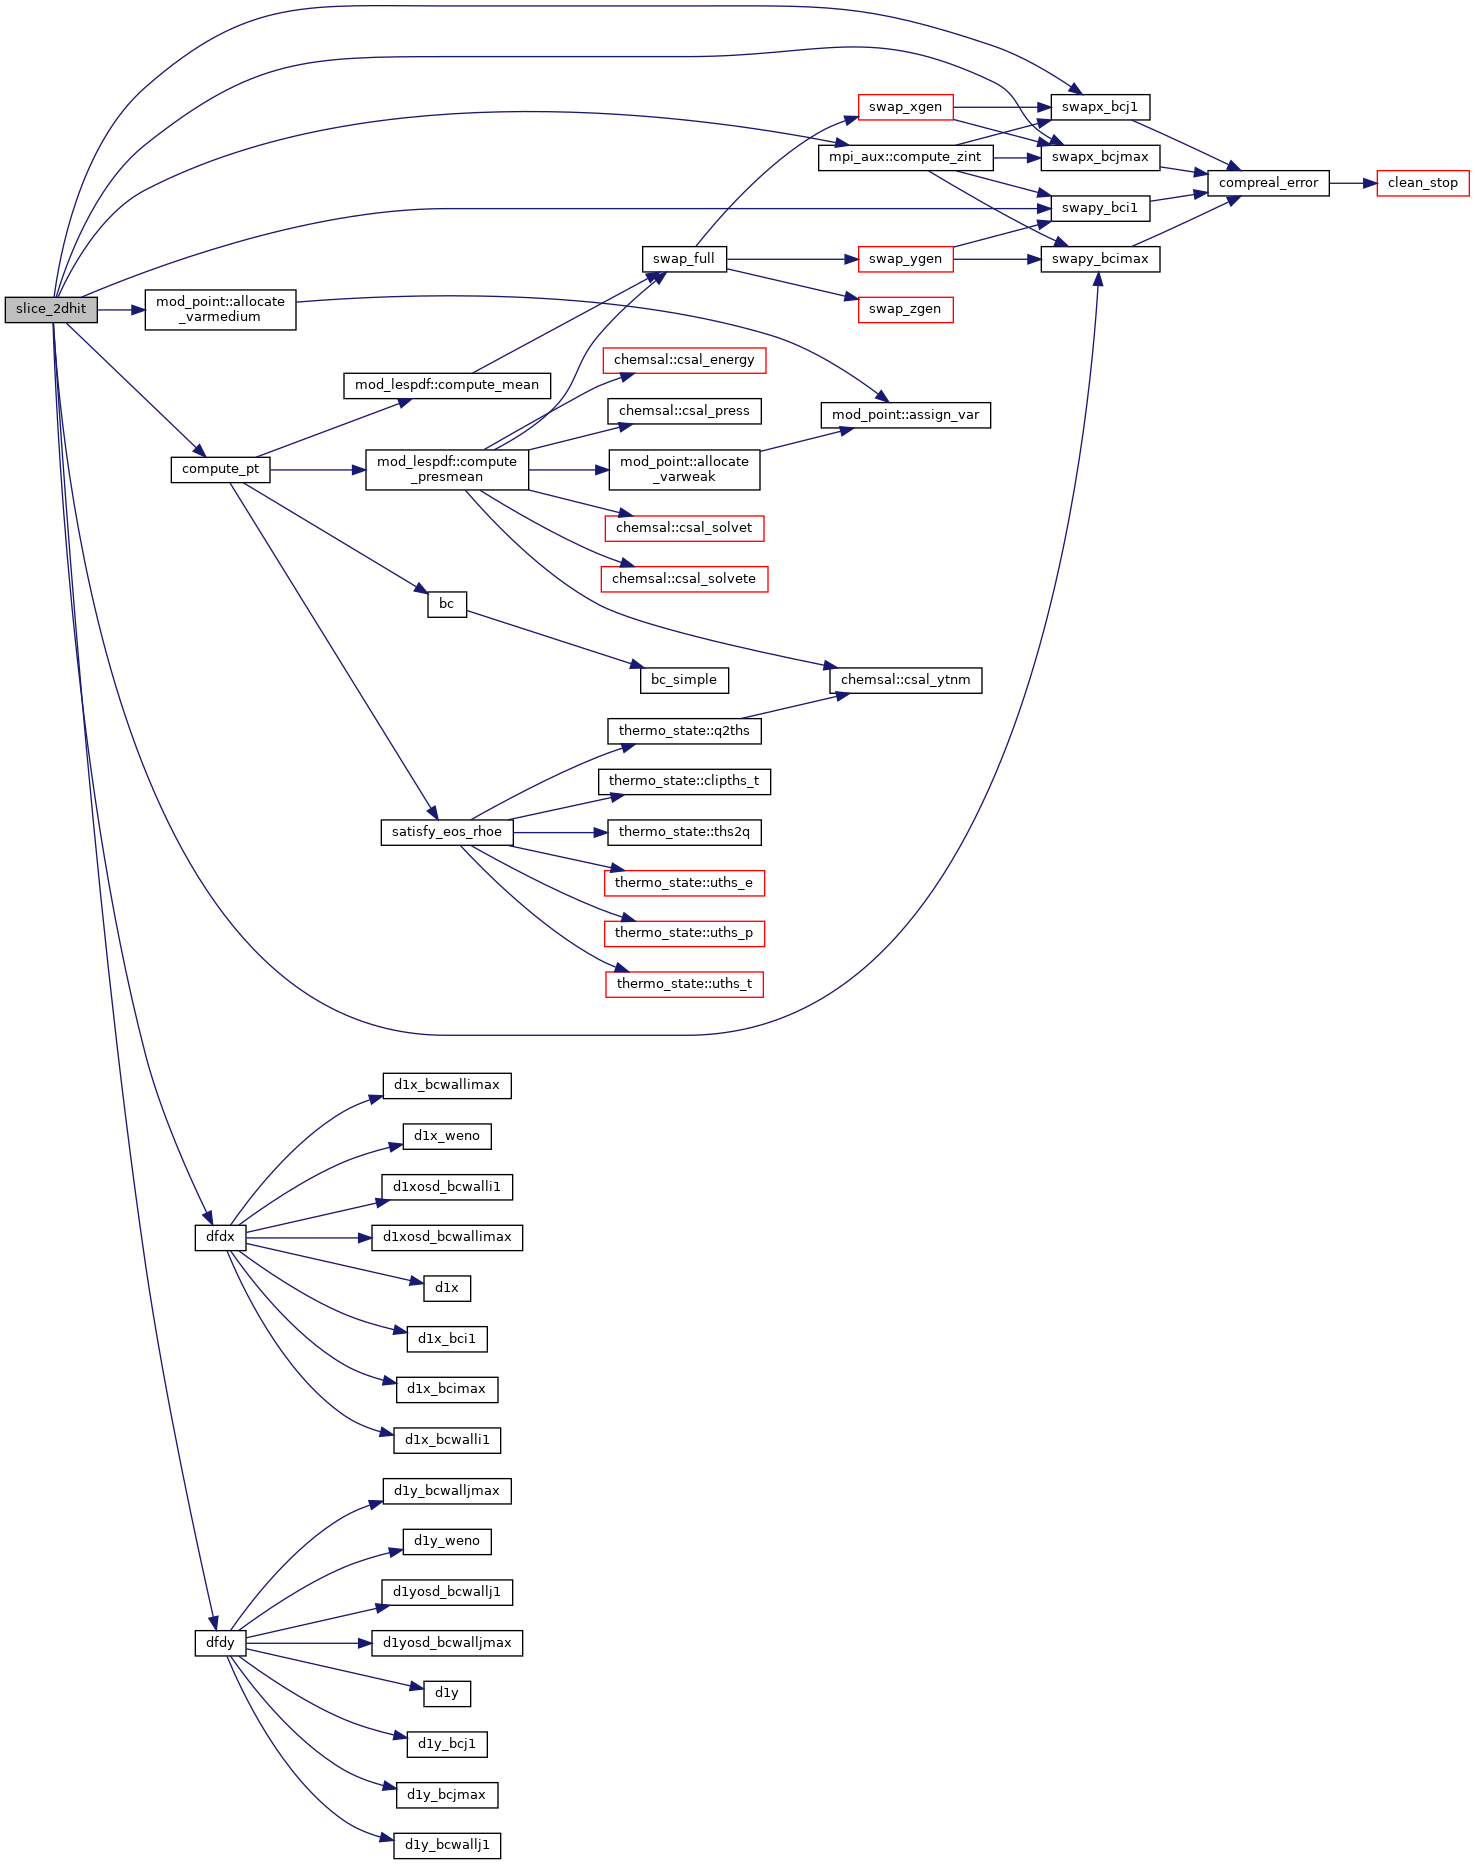 swap_xgen
swapx_bcj1
mpi_aux::compute_zint
swapx_bcjmax
compreal_error
clean_stop
swapy_bci1
swap_full
swap_ygen
swapy_bcimax
slice_2dhit
mod_point::allocate
_varmedium
swap_zgen
chemsal::csal_energy
mod_lespdf::compute_mean
chemsal::csal_press
mod_point::assign_var
compute_pt
mod_lespdf::compute
_presmean
mod_point::allocate
_varweak
chemsal::csal_solvet
chemsal::csal_solvete
bc
bc_simple
chemsal::csal_ytnm
thermo_state::q2ths
thermo_state::clipths_t
satisfy_eos_rhoe
thermo_state::ths2q
thermo_state::uths_e
thermo_state::uths_p
thermo_state::uths_t
d1x_bcwallimax
d1x_weno
d1xosd_bcwalli1
dfdx
d1xosd_bcwallimax
d1x
d1x_bci1
d1x_bcimax
d1x_bcwalli1
d1y_bcwalljmax
d1y_weno
d1yosd_bcwallj1
dfdy
d1yosd_bcwalljmax
d1y
d1y_bcj1
d1y_bcjmax
d1y_bcwallj1